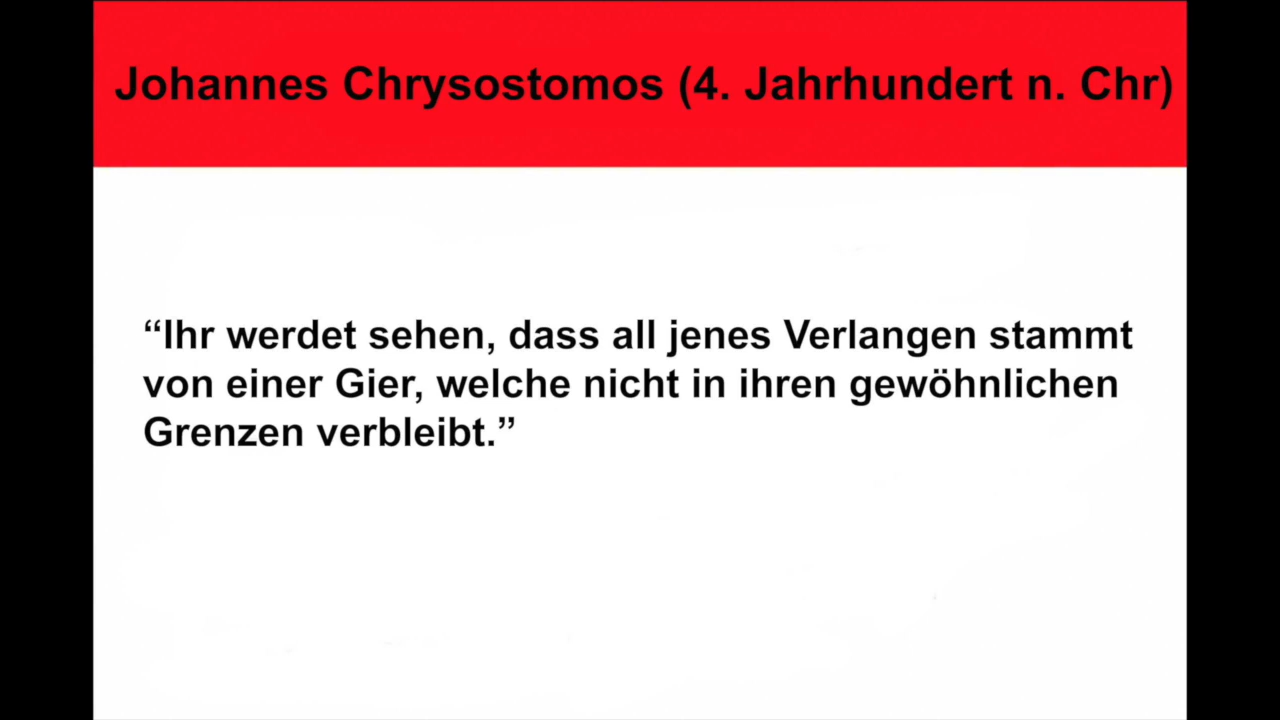 Johannes Chrysostomos (4. Jahrhundert n. Chr)
“Ihr werdet sehen, dass all jenes Verlangen stammt
von einer Gier, welche nicht in ihren gewöhnlichen
Grenzen verbleibt.”